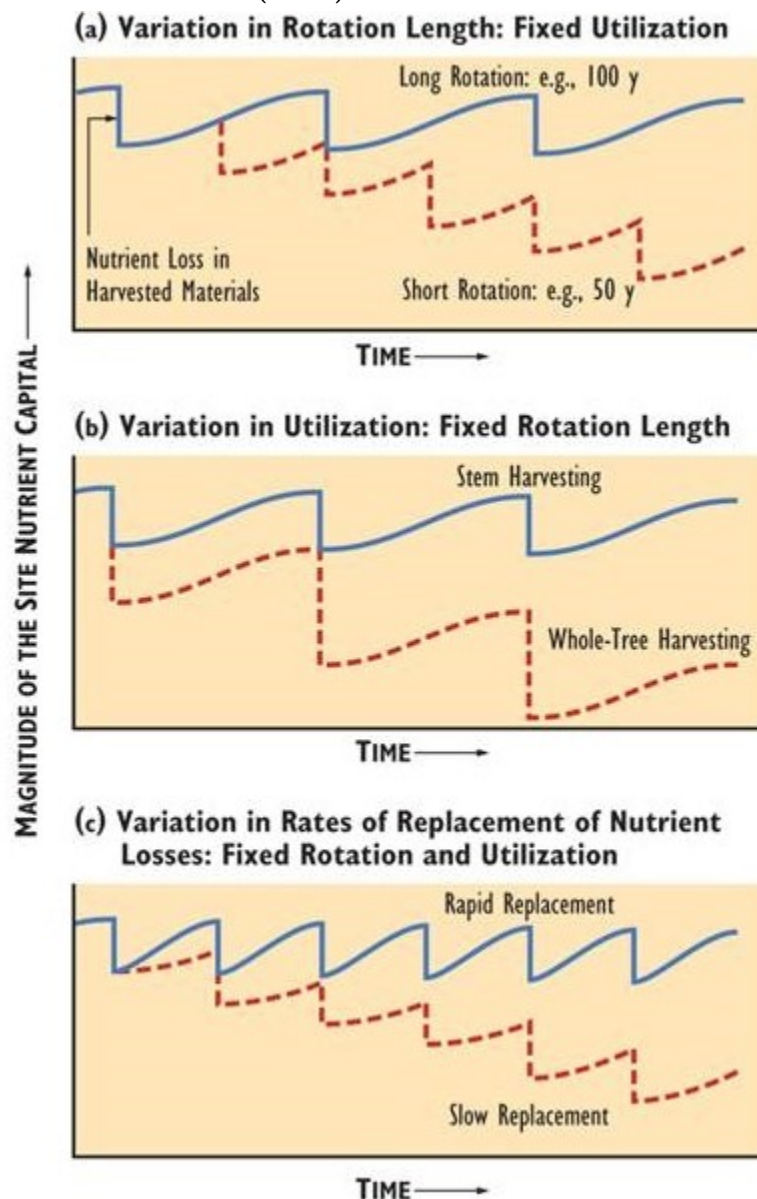 (a) Variation in Rotation Length: Fixed Utilization
Long Rotation: e.g., 100 y
Nutrient Loss in
Harvested Materials
Short Rotation: e.g., 50 y
TIME
(b) Variation in Utilization: Fixed Rotation Length
Stem Harvesting
Whole-Tree Harvesting
TIME
MAGNITUDE OF THE SITE NUTRIENT CAPITAL
(c) Variation in Rates of Replacement of Nutrient
Losses: Fixed Rotation and Utilization
Rapid Replacement
Slow Replacement
TIME